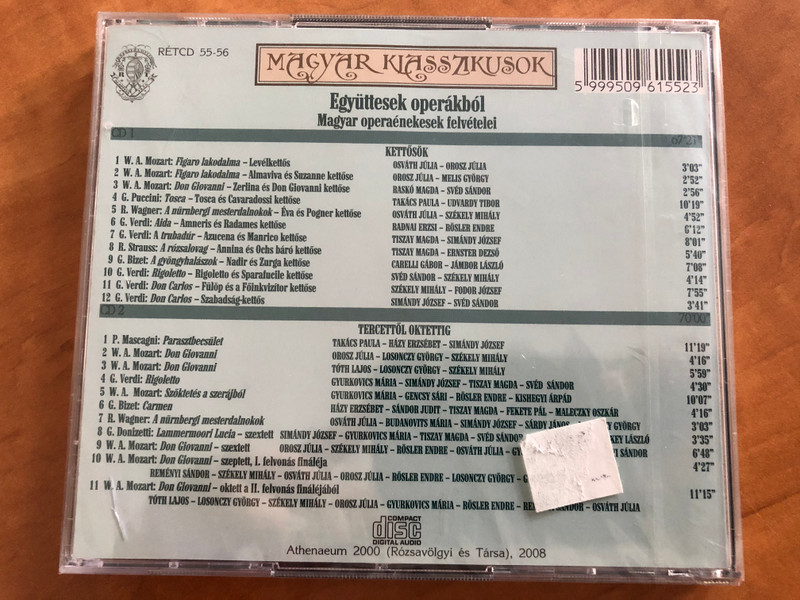 RÉTCD 55-56
MAGYAR KLASSZIKUSOK
5 999509 615523
Együttesek operákból
Magyar operaénekesek felvételei
CD 1 67'21"
KETTŐSÖK
1 W. A. Mozart: Figaro lakodalma – Levélkettős OSVÁTH JÚLIA – OROSZ JÚLIA 3'03"
2 W. A. Mozart: Figaro lakodalma – Almaviva és Suzanne kettőse OROSZ JÚLIA – MELIS GYÖRGY 2'52"
3 W. A. Mozart: Don Giovanni – Zerlina és Don Giovanni kettőse RASKÓ MAGDA – SVÉD SÁNDOR 2'56"
4 G. Puccini: Tosca – Tosca és Cavaradossi kettőse TAKÁCS PAULA – UDVARDY TIBOR 10'19"
5 R. Wagner: A nürnbergi mesterdalnokok – Éva és Pogner kettőse OSVÁTH JÚLIA – SZÉKELY MIHÁLY 4'52"
6 G. Verdi: Aida – Amneris és Radames kettőse RADNAI ERZSI – RÖSLER ENDRE 6'12"
7 G. Verdi: A trubadúr – Azucena és Manrico kettőse TISZAY MAGDA – SIMÁNDY JÓZSEF 8'01"
8 R. Strauss: A rózsalovag – Annina és Ochs báró kettőse TISZAY MAGDA – ERNSTER DEZSŐ 5'40"
9 G. Bizet: A gyöngyhalászok – Nadir és Zurga kettőse CARELLI GÁBOR – JÁMBOR LÁSZLÓ 7'08"
10 G. Verdi: Rigoletto – Rigoletto és Sparafucile kettőse SVÉD SÁNDOR – SZÉKELY MIHÁLY 4'14"
11 G. Verdi: Don Carlos – Fülöp és a Főinkvizítor kettőse SZÉKELY MIHÁLY – FODOR JÓZSEF 7'55"
12 G. Verdi: Don Carlos – Szabadság-kettős SIMÁNDY JÓZSEF – SVÉD SÁNDOR 3'41"
CD 2 70'00"
TERCETTŐL OKTETTIG
1 P. Mascagni: Parasztbecsület TAKÁCS PAULA – HÁZY ERZSÉBET – SIMÁNDY JÓZSEF 11'19"
2 W. A. Mozart: Don Giovanni OROSZ JÚLIA – LOSONCZY GYÖRGY – SZÉKELY MIHÁLY 4'16"
3 W. A. Mozart: Don Giovanni TÓTH LAJOS – LOSONCZY GYÖRGY – SZÉKELY MIHÁLY 5'59"
4 G. Verdi: Rigoletto GYURKOVICS MÁRIA – SIMÁNDY JÓZSEF – TISZAY MAGDA – SVÉD SÁNDOR 4'30"
5 W. A. Mozart: Szöktetés a szerájból GYURKOVICS MÁRIA – GENCSY SÁRI – RÖSLER ENDRE – KISHEGYI ÁRPÁD 10'07"
6 G. Bizet: Carmen HÁZY ERZSÉBET – SÁNDOR JUDIT – TISZAY MAGDA – FEKETE PÁL – MALECZKY OSZKÁR 4'16"
7 R. Wagner: A nürnbergi mesterdalnokok OSVÁTH JÚLIA – BUDANOVITS MÁRIA – SIMÁNDY JÓZSEF – SÁRDY JÁNOS – GYÖRGY 3'03"
8 G. Donizetti: Lammermoori Lucia – szextett SIMÁNDY JÓZSEF – GYURKOVICS MÁRIA – TISZAY MAGDA – SVÉD LÁSZLÓ 3'35"
9 W. A. Mozart: Don Giovanni – szextett OROSZ JÚLIA – SZÉKELY MIHÁLY – RÖSLER ENDRE – OSVÁTH JÚLIA – SÁNDOR 6'48"
10 W. A. Mozart: Don Giovanni – szeptett, I. felvonás fináléja 4'27"
REMÉNYI SÁNDOR – SZÉKELY MIHÁLY – OSVÁTH JÚLIA – OROSZ JÚLIA – RÖSLER ENDRE – LOSONCZY GYÖRGY –
11 W. A. Mozart: Don Giovanni – oktett a II. felvonás fináléjából 11'15"
TÓTH LAJOS – LOSONCZY GYÖRGY – SZÉKELY MIHÁLY – OROSZ JÚLIA – GYURKOVICS MÁRIA – RÖSLER ENDRE – SÁNDOR – OSVÁTH JÚLIA
COMPACT
disc
DIGITAL AUDIO
Athenaeum 2000 (Rózsavölgyi és Társa), 2008